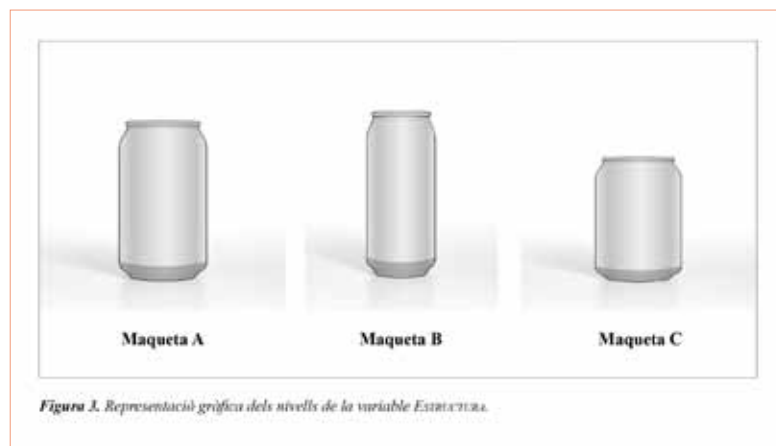 Maqueta A
Maqueta B
Maqueta C
Figura 3. Representació gràfica dels nivells de la variable ESTRUCTURA.